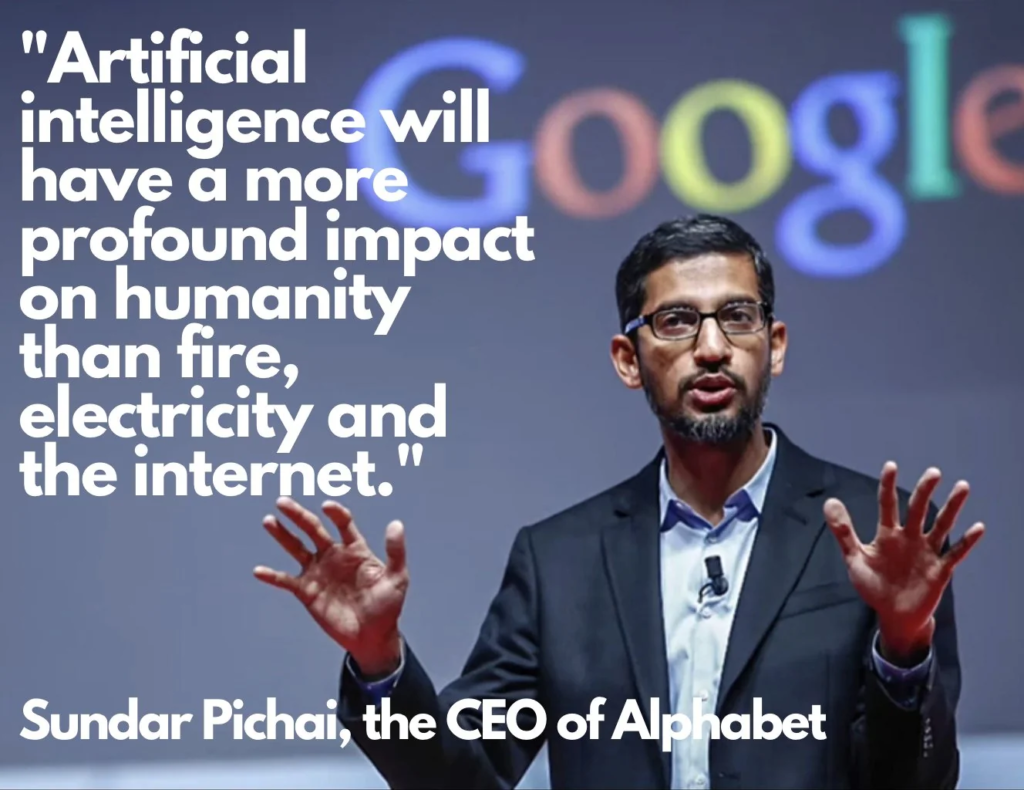 "Artificial
intelligence will
have a more
profound impact
on humanity
than fire,
electricity and
the internet."
Google
Sundar Pichai, the CEO of Alphabet